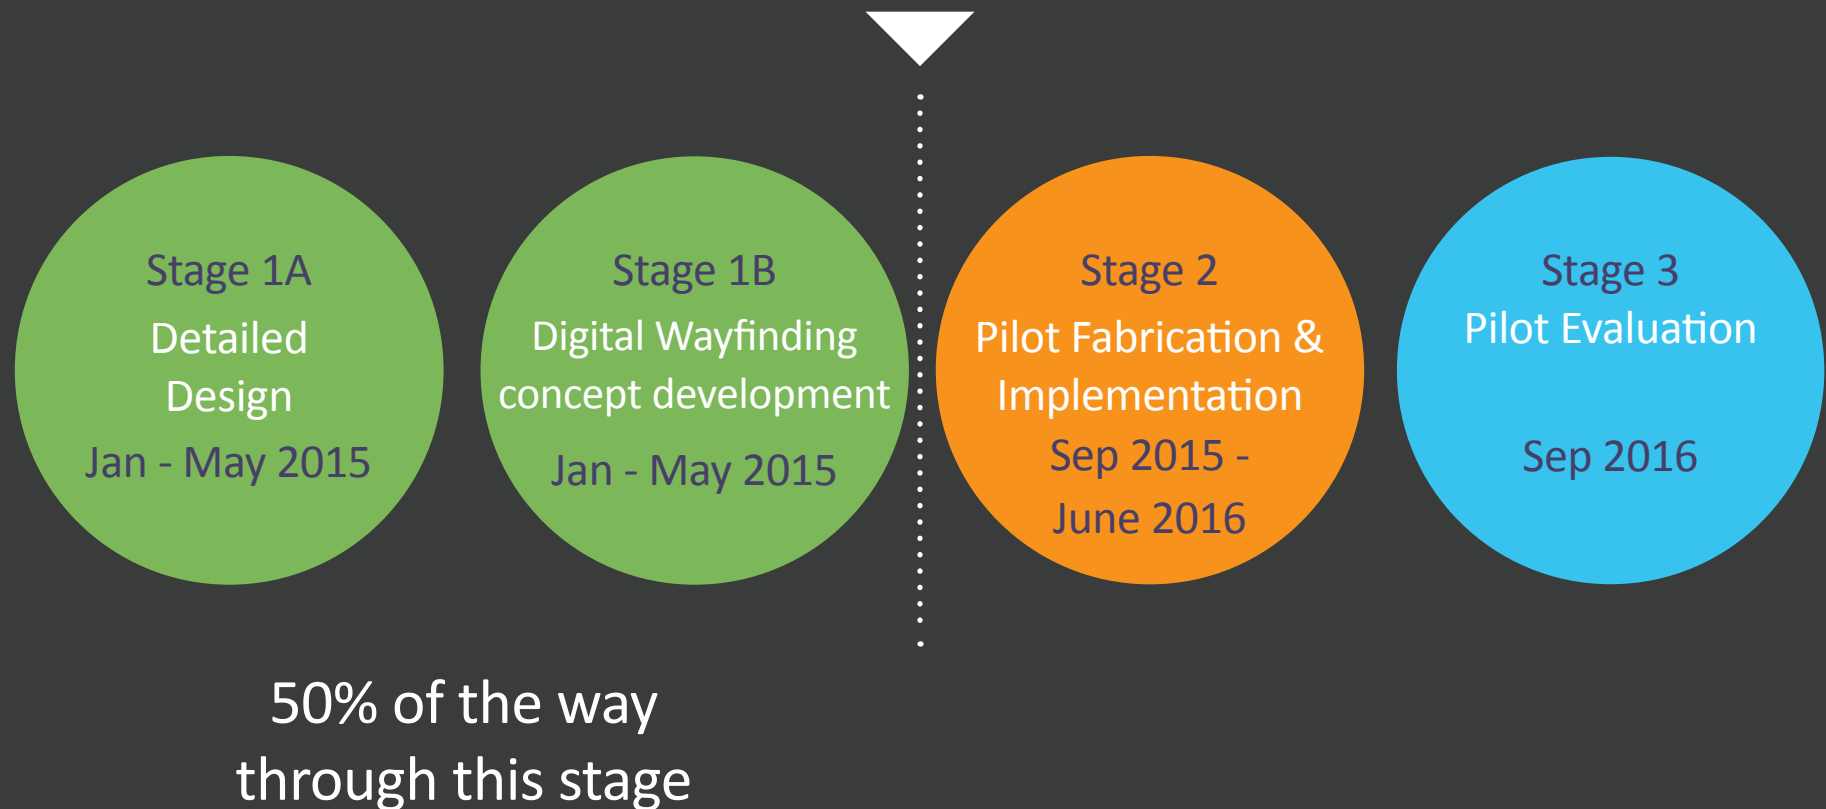 Stage 1A
Detailed
Design
Jan - May 2015
Stage 1B
Digital Wayfinding
concept development
Jan - May 2015
Stage 2
Pilot Fabrication &
Implementation
Sep 2015 -
June 2016
Stage 3
Pilot Evaluation
Sep 2016
50% of the way
through this stage